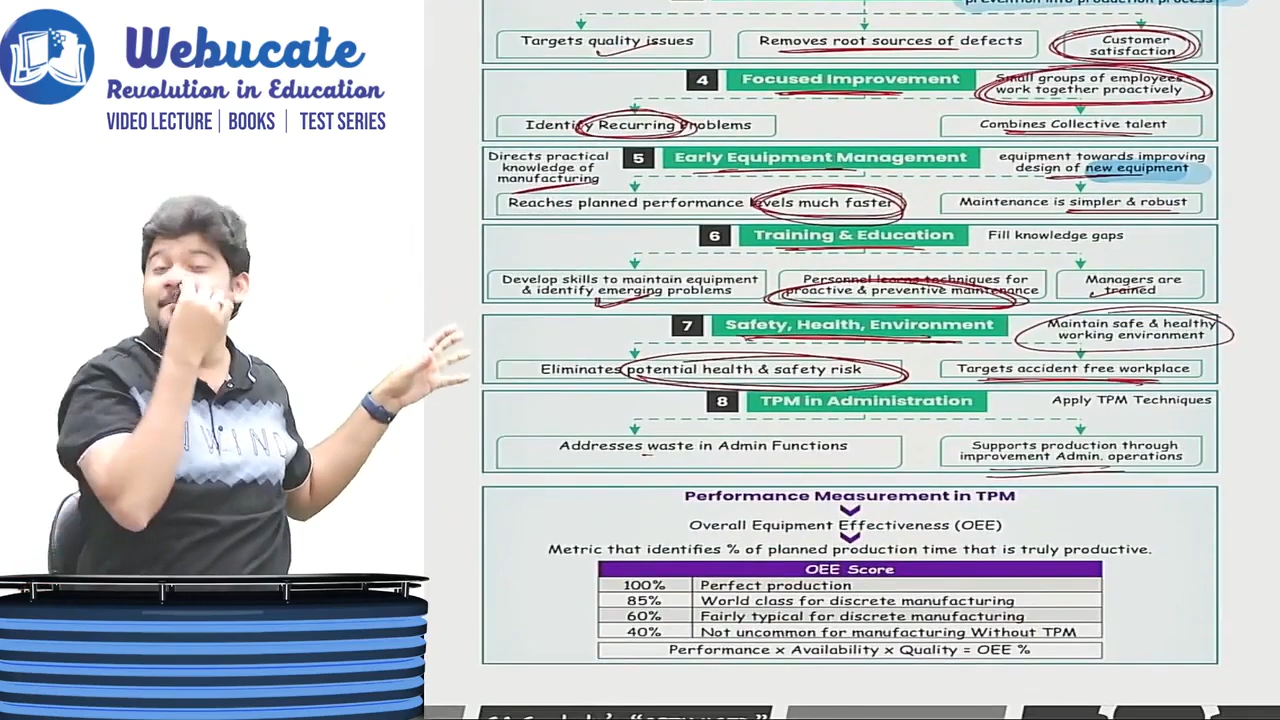 Webucate
Revolution in Education
VIDEO LECTURE | BOOKS | TEST SERIES
prevention into production process
Targets quality issues
Removes root sources of defects
Customer
satisfaction
4
Focused Improvement
Small groups of employees
work together proactively
Identify Recurring Problems
Combines Collective talent
Directs practical
knowledge of
manufacturing
5
Early Equipment Management
equipment towards improving
design of new equipment
Reaches planned performance levels much faster
Maintenance is simpler & robust
6
Training & Education
Fill knowledge gaps
Develop skills to maintain equipment
& identify emerging problems
Personnel learns techniques for
proactive & preventive maintenance
Managers are
trained
7
Safety, Health, Environment
Maintain safe & healthy
working environment
Eliminates potential health & safety risk
Targets accident free workplace
8
TPM in Administration
Apply TPM Techniques
Addresses waste in Admin Functions
Supports production through
improvement Admin. operations
Performance Measurement in TPM
Overall Equipment Effectiveness (OEE)
Metric that identifies % of planned production time that is truly productive.
OEE Score
100% Perfect production
85% World class for discrete manufacturing
60% Fairly typical for discrete manufacturing
40% Not uncommon for manufacturing Without TPM
Performance x Availability x Quality = OEE %